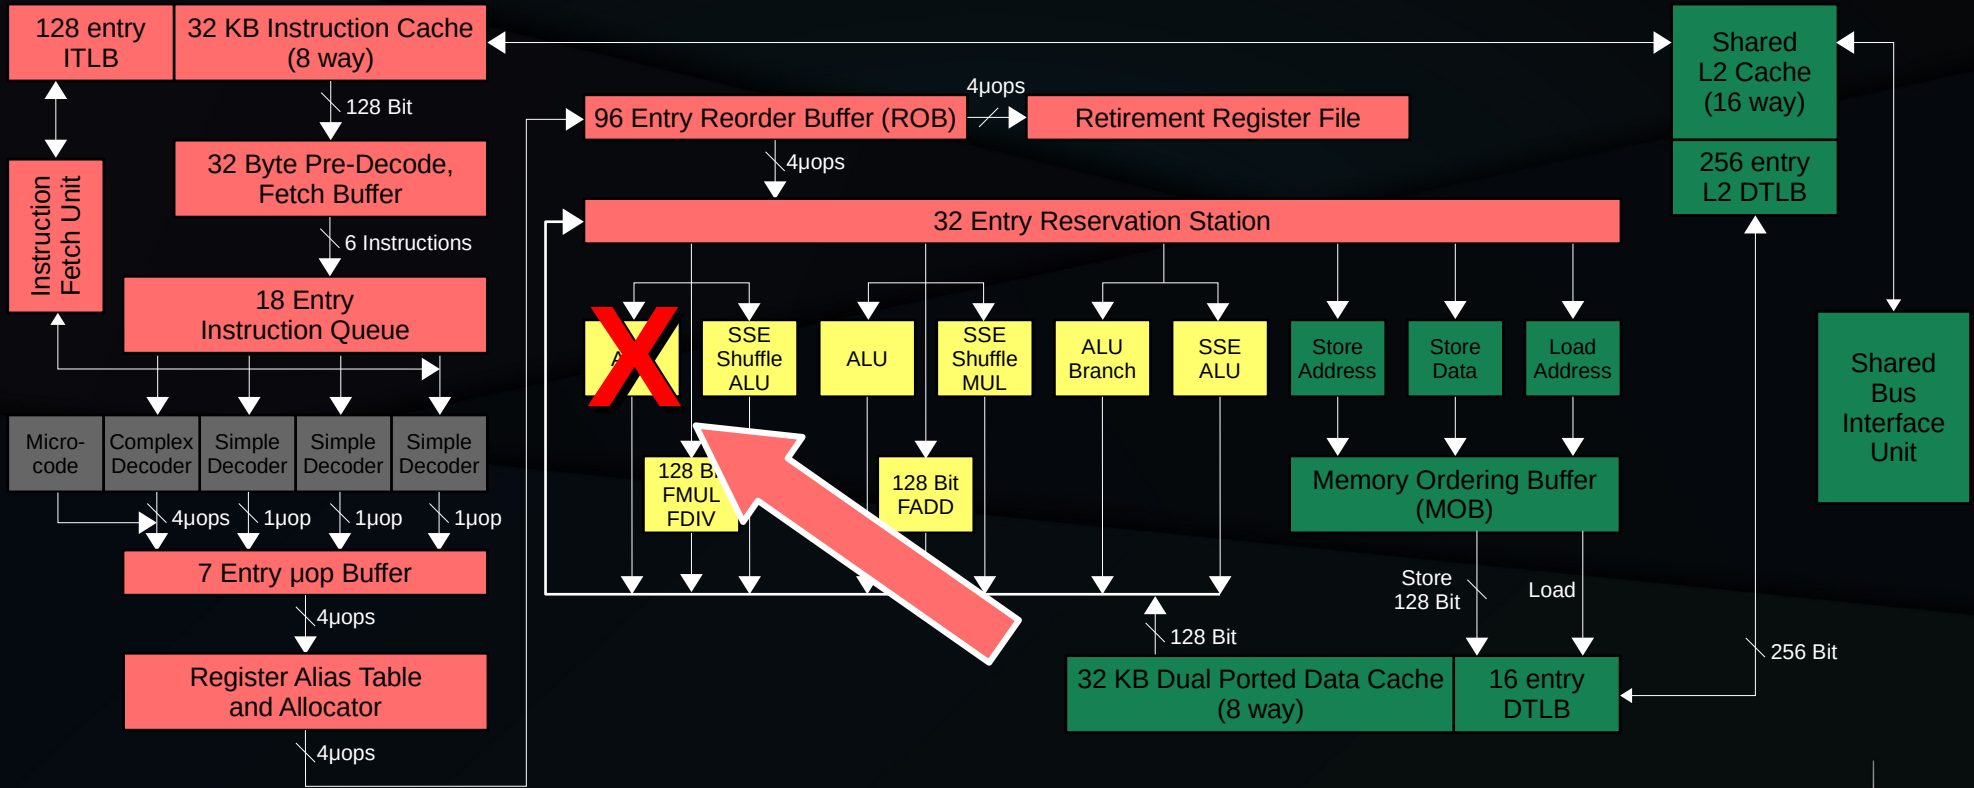 128 entry
ITLB
32 KB Instruction Cache
(8 way)
128 Bit
Instruction
Fetch Unit
32 Byte Pre-Decode,
Fetch Buffer
6 Instructions
18 Entry
Instruction Queue
Micro-
code
Complex
Decoder
Simple
Decoder
Simple
Decoder
Simple
Decoder
4µops
1µop
1µop
1µop
7 Entry µop Buffer
4µops
Register Alias Table
and Allocator
4µops
96 Entry Reorder Buffer (ROB)
4µops
Retirement Register File
4µops
32 Entry Reservation Station
X
SSE
Shuffle
ALU
ALU
SSE
Shuffle
MUL
ALU
Branch
SSE
ALU
Store
Address
Store
Data
Load
Address
128
FMUL
FDIV
128 Bit
FADD
Memory Ordering Buffer
(MOB)
Store
128 Bit
Load
128 Bit
32 KB Dual Ported Data Cache
(8 way)
16 entry
DTLB
256 Bit
Shared
L2 Cache
(16 way)
256 entry
L2 DTLB
Shared
Bus
Interface
Unit